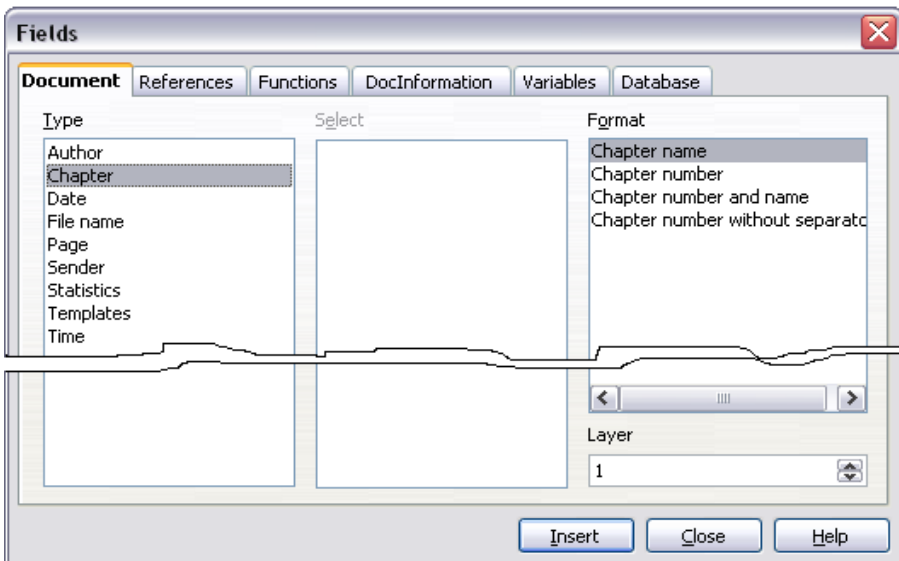 Fields
Document References Functions DocInformation Variables Database
Type Select Format
Author
Chapter
Date
File name
Page
Sender
Statistics
Templates
Time
Chapter name
Chapter number
Chapter number and name
Chapter number without separato
Layer
1
Insert Close Help